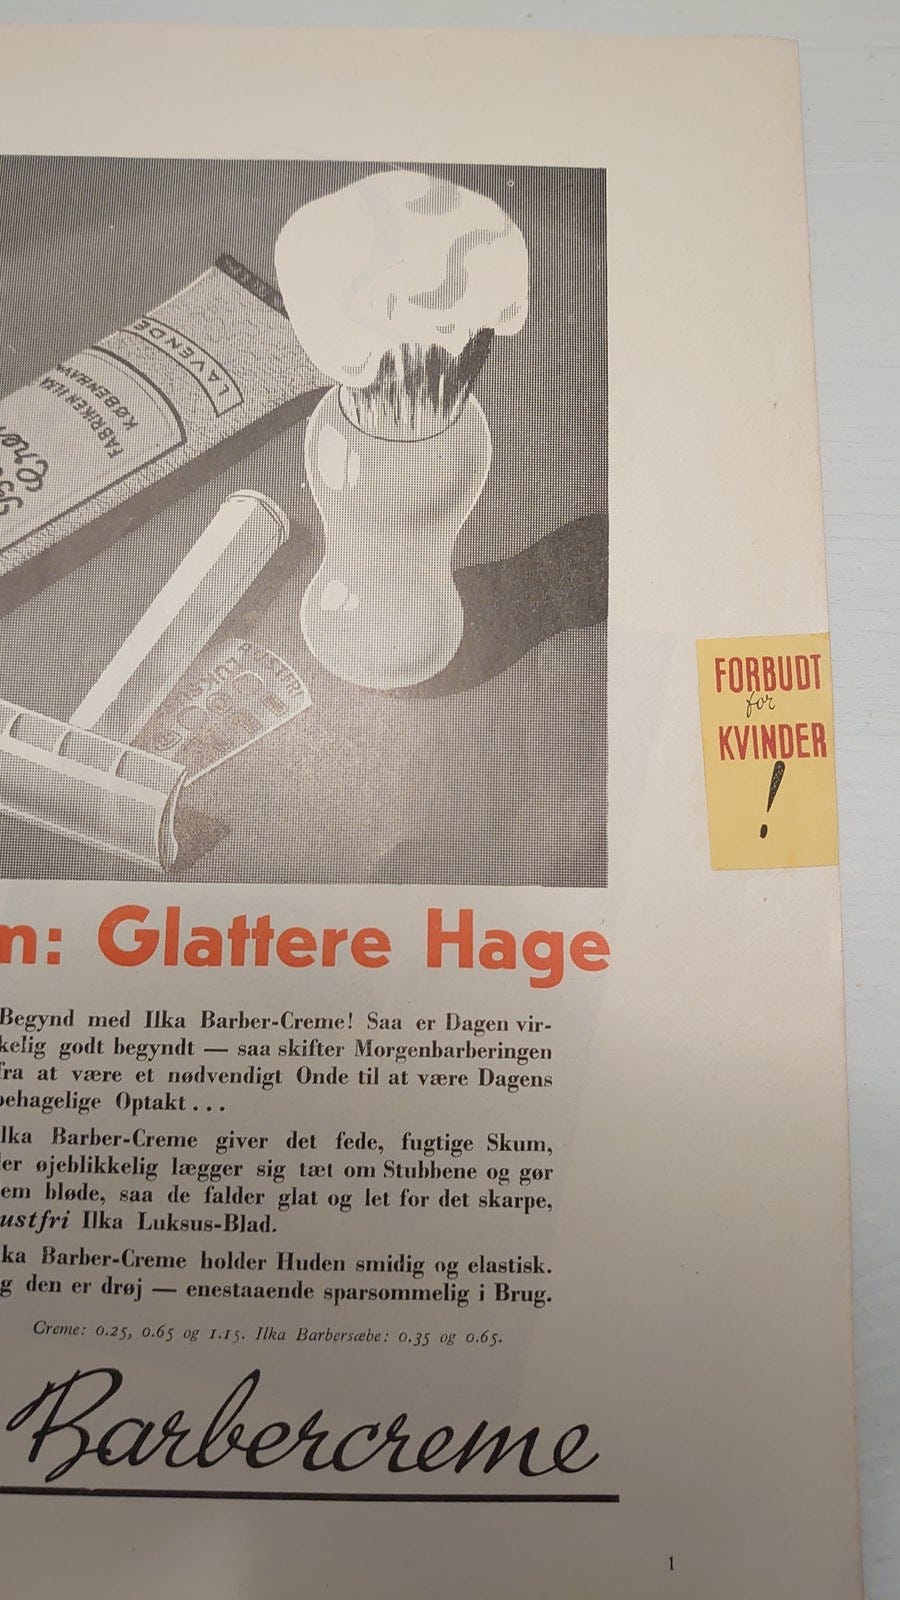 LAVENDE
FABRIKEN ILKA
KØBENHAVN
FORBUDT
for
KVINDER
!
m: Glattere Hage
Begynd med Ilka Barber-Creme! Saa er Dagen vir-
kelig godt begyndt — saa skifter Morgenbarberingen
fra at være et nødvendigt Onde til at være Dagens
behagelige Optakt ...
Ilka Barber-Creme giver det fede, fugtige Skum,
der øjeblikkelig lægger sig tæt om Stubbene og gør
dem bløde, saa de falder glat og let for det skarpe,
rustfri Ilka Luksus-Blad.
Ilka Barber-Creme holder Huden smidig og elastisk.
Og den er drøj — enestaaende sparsommelig i Brug.
Creme: 0.25, 0.65 og 1.15. Ilka Barbersæbe: 0.35 og 0.65.
Barbercreme
1